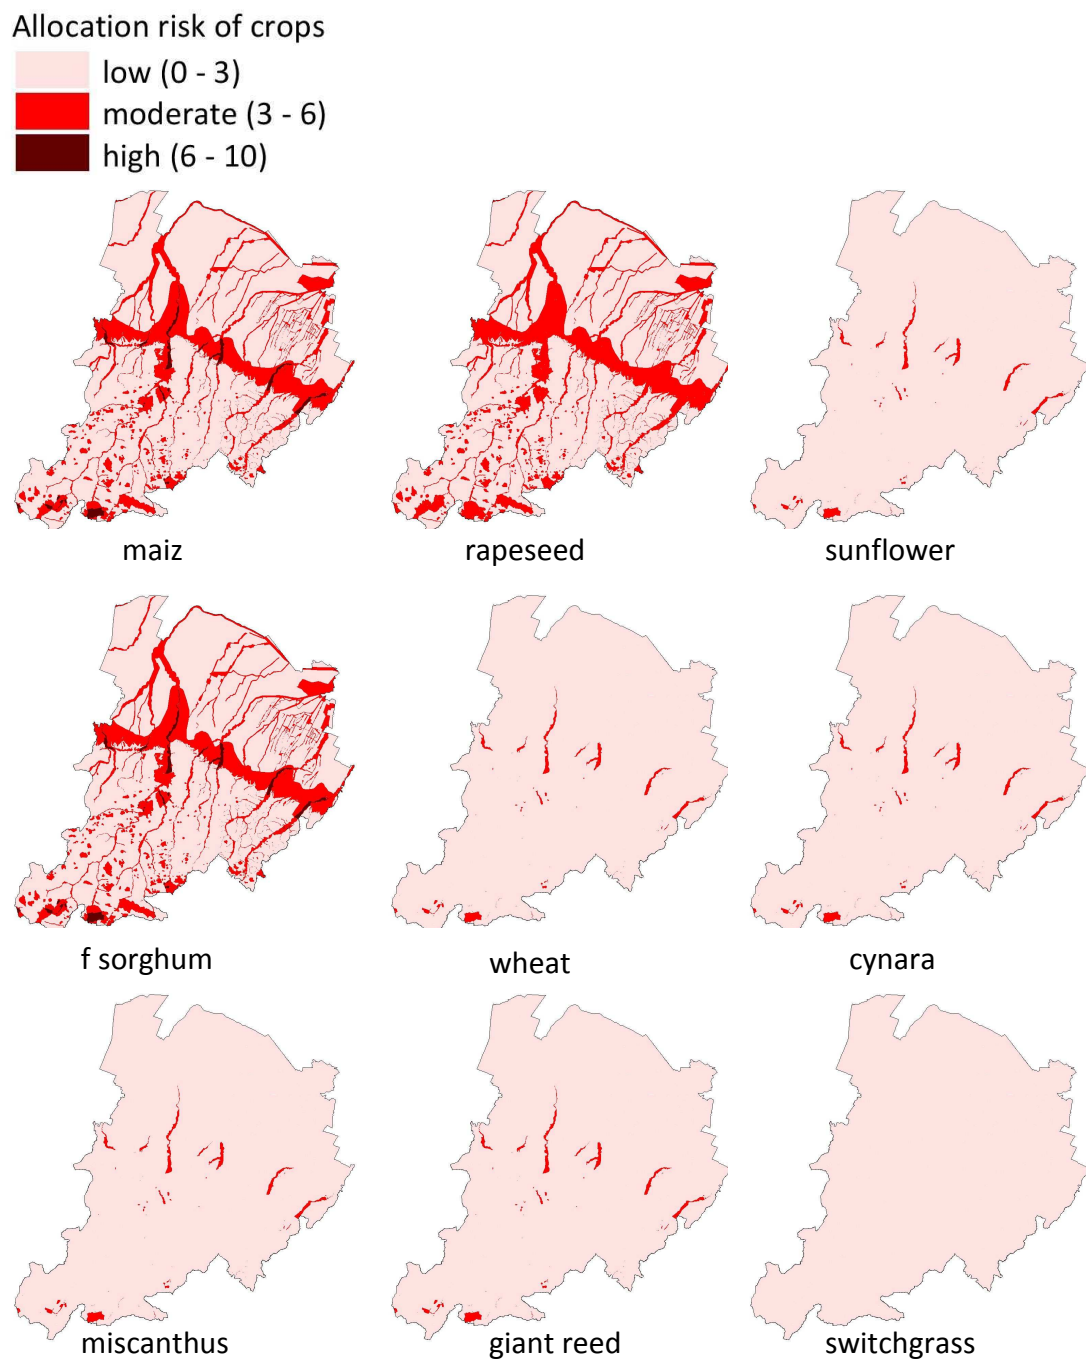 Allocation risk of crops
low (0 - 3)
moderate (3 - 6)
high (6 - 10)
maiz
rapeseed
sunflower
f sorghum
wheat
cynara
miscanthus
giant reed
switchgrass